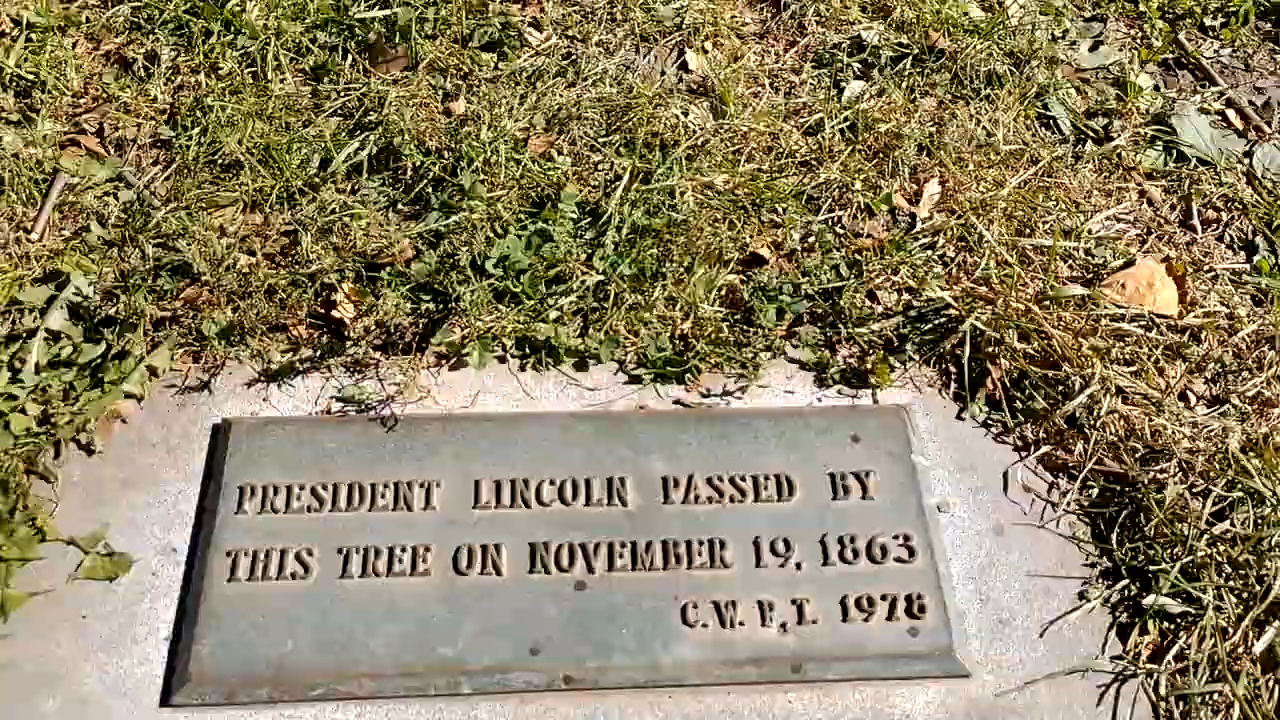 PRESIDENT LINCOLN PASSED BY
THIS TREE ON NOVEMBER 19, 1863
C.W. R.T. 1978